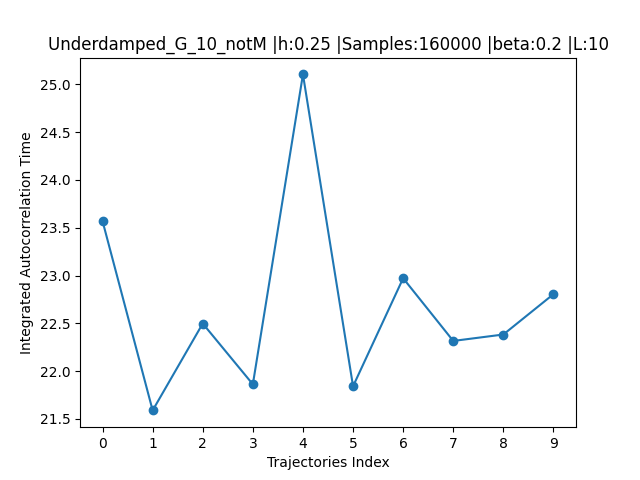 Underdamped_G_10_notM |h:0.25 |Samples:160000 |beta:0.2 |L:10
25.0
24.5
24.0
23.5
23.0
22.5
22.0
21.5
Integrated Autocorrelation Time
0 1 2 3 4 5 6 7 8 9
Trajectories Index